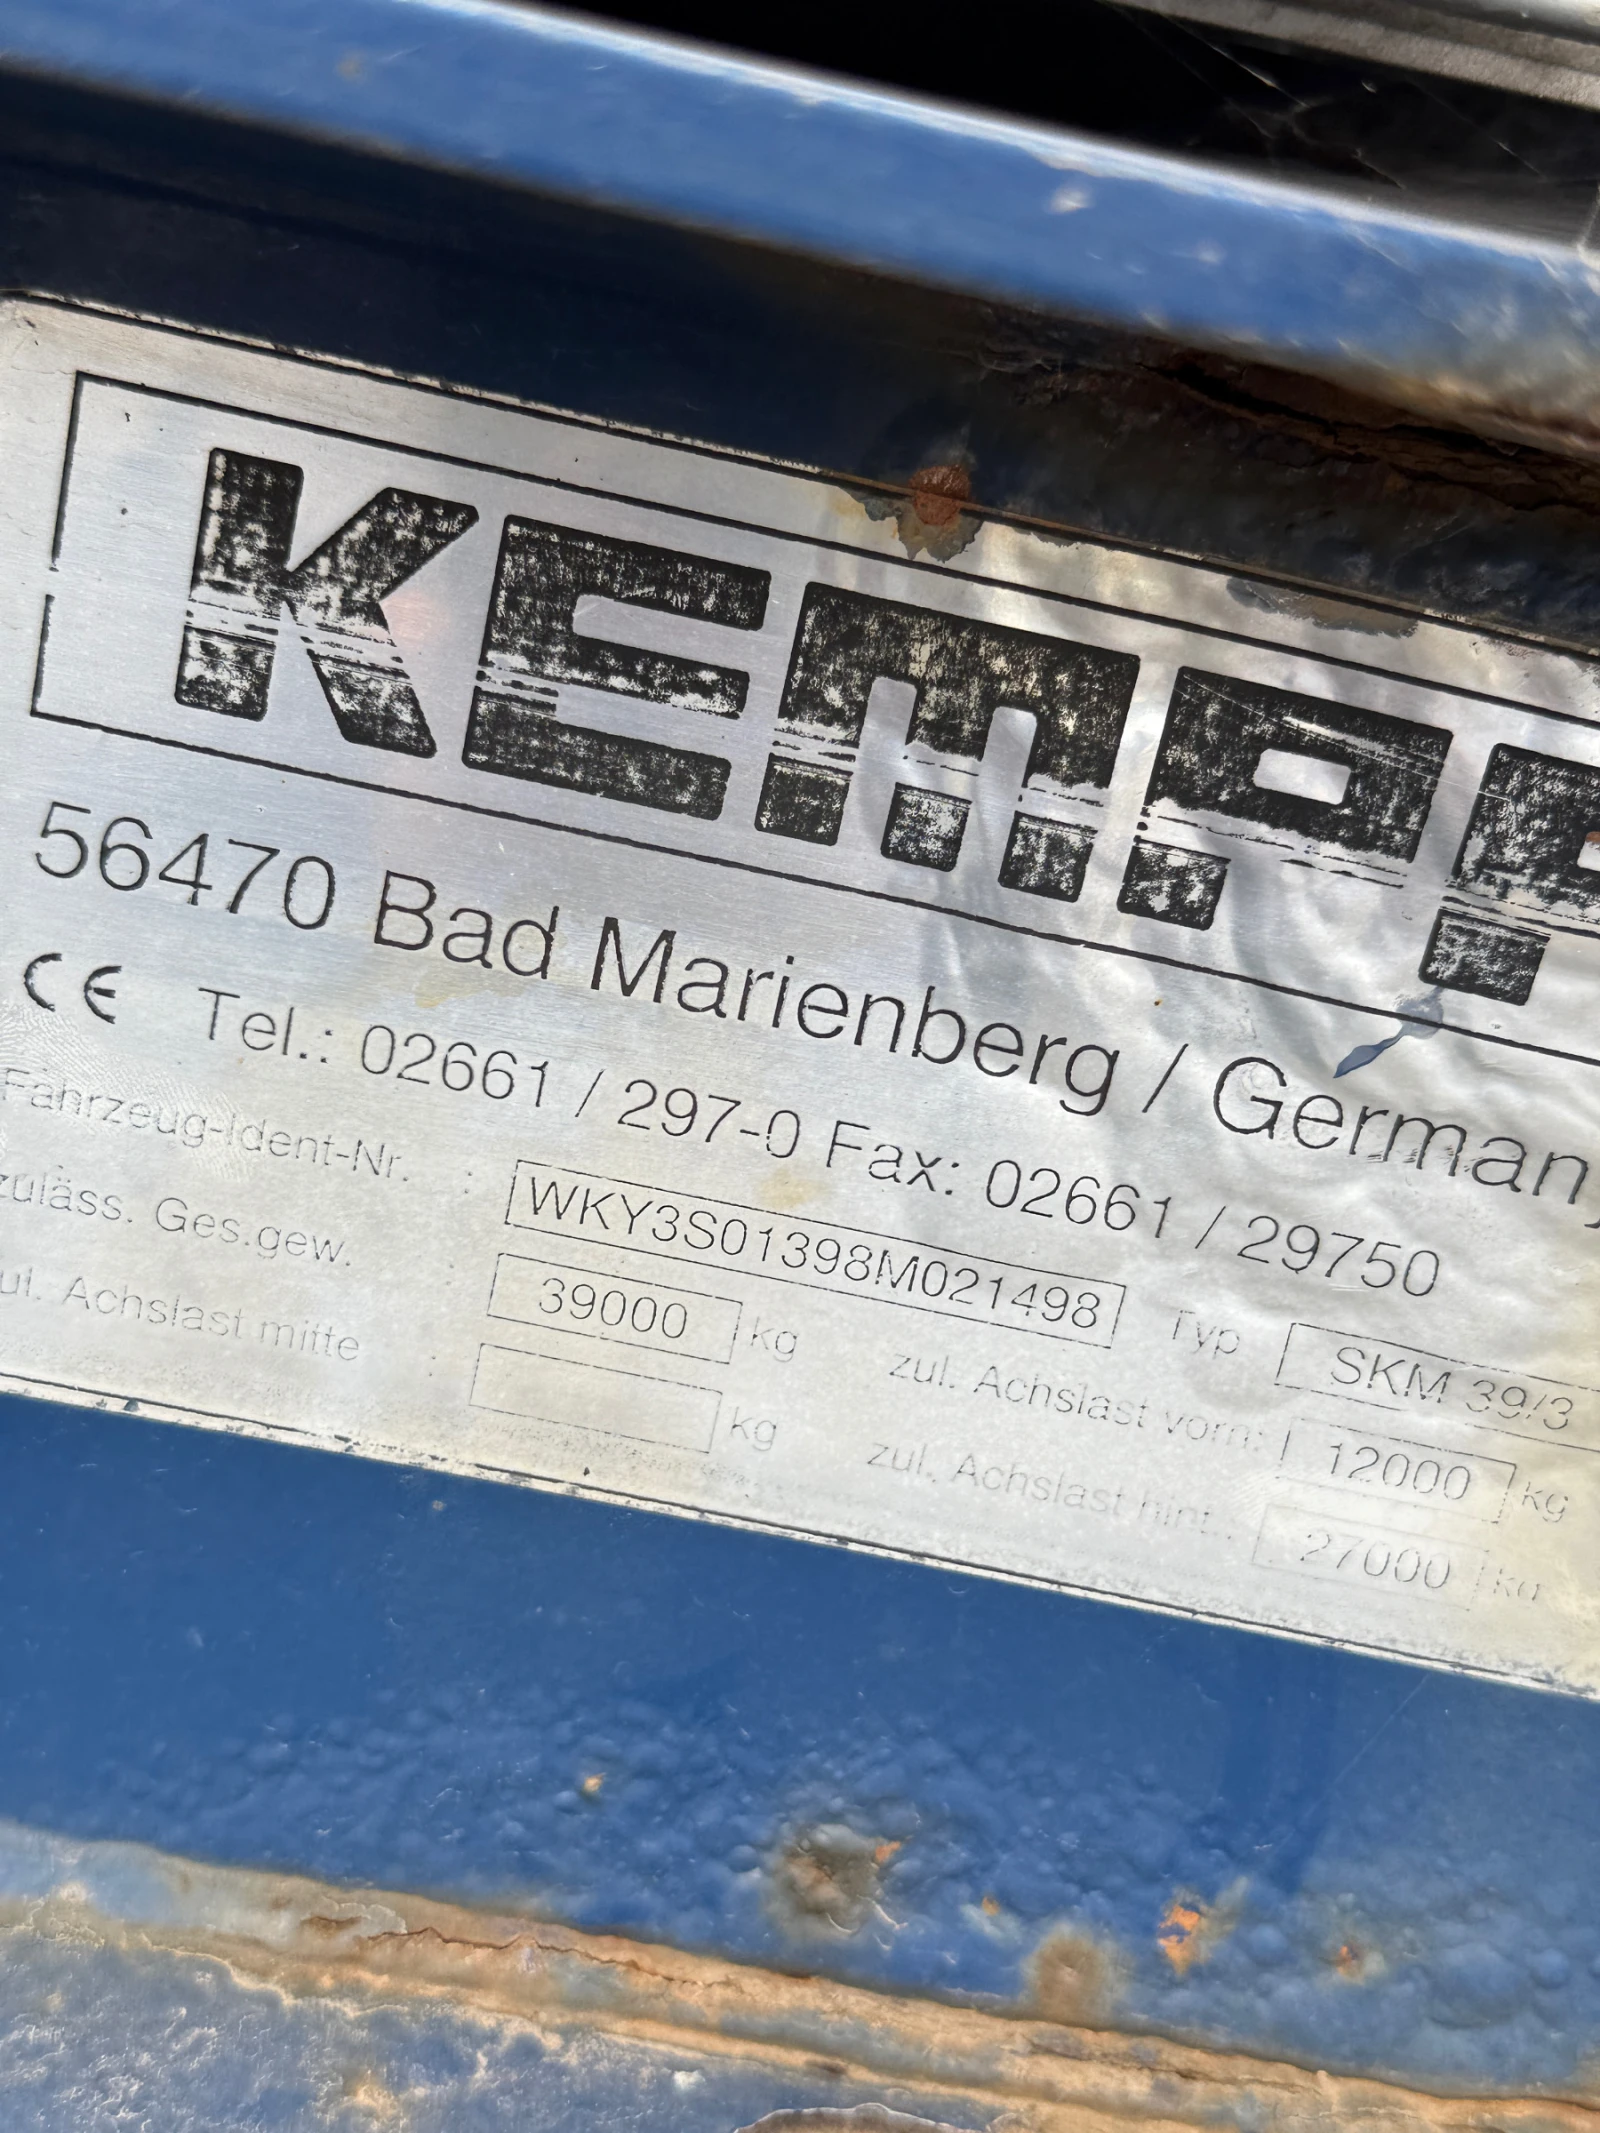 KEMPF
56470 Bad Marienberg / Germany
CE Tel.: 02661 / 297-0 Fax: 02661 / 29750
Fahrzeug-Ident-Nr. : WKY3S01398M021498 Typ SKM 39/3
zuläss. Ges.gew. : 39000 kg zul. Achslast vorn: 12000 kg
zul. Achslast mitte : kg zul. Achslast hint.: 27000 kg